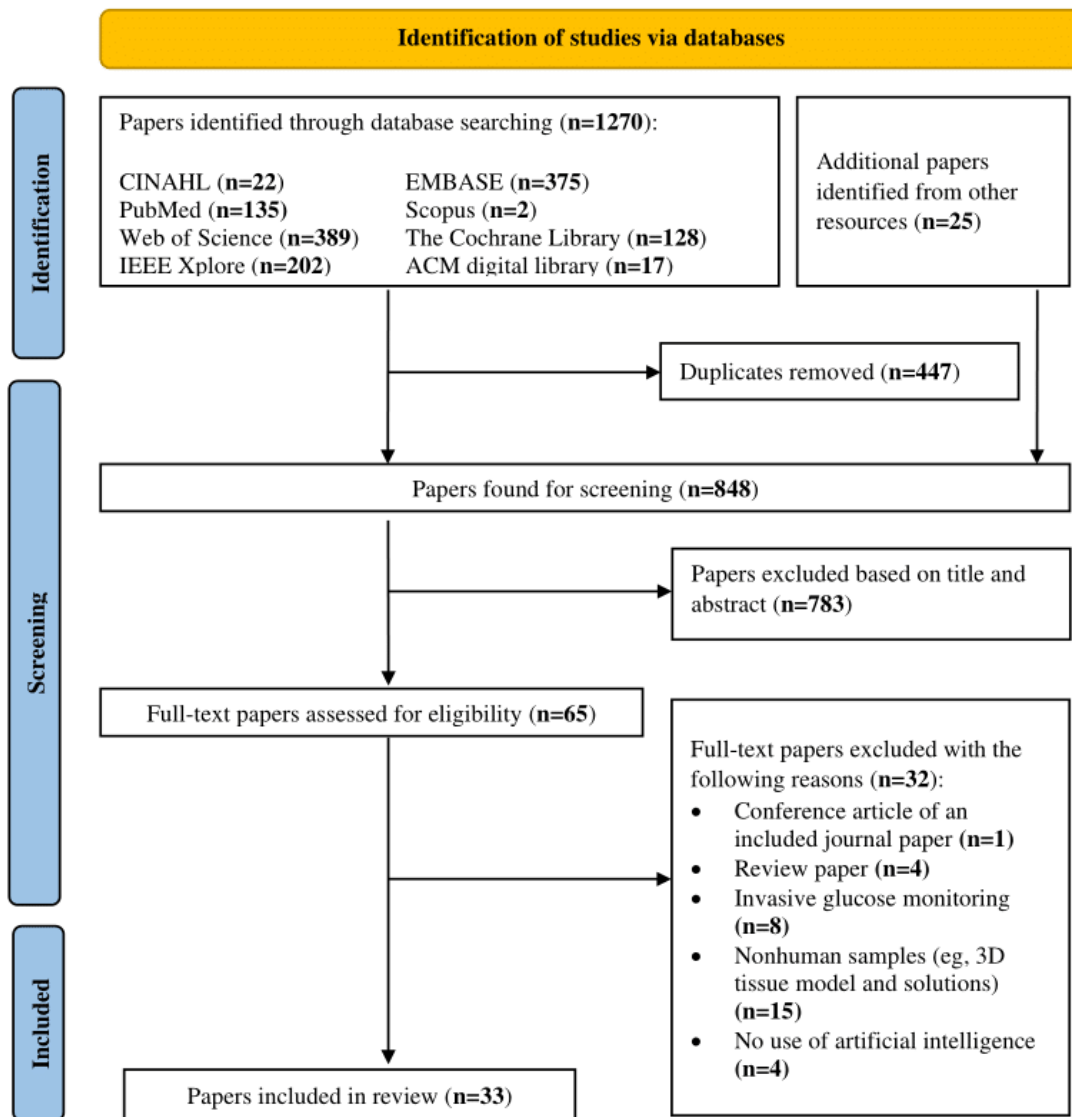 Identification of studies via databases
Identification
Papers identified through database searching (n=1270):
CINAHL (n=22)
EMBASE (n=375)
PubMed (n=135)
Scopus (n=2)
Web of Science (n=389)
The Cochrane Library (n=128)
IEEE Xplore (n=202)
ACM digital library (n=17)
Additional papers
identified from other
resources (n=25)
Duplicates removed (n=447)
Screening
Papers found for screening (n=848)
Papers excluded based on title and
abstract (n=783)
Full-text papers assessed for eligibility (n=65)
Full-text papers excluded with the
following reasons (n=32):
• Conference article of an
included journal paper (n=1)
• Review paper (n=4)
• Invasive glucose monitoring
(n=8)
• Nonhuman samples (eg, 3D
tissue model and solutions)
(n=15)
• No use of artificial intelligence
(n=4)
Included
Papers included in review (n=33)